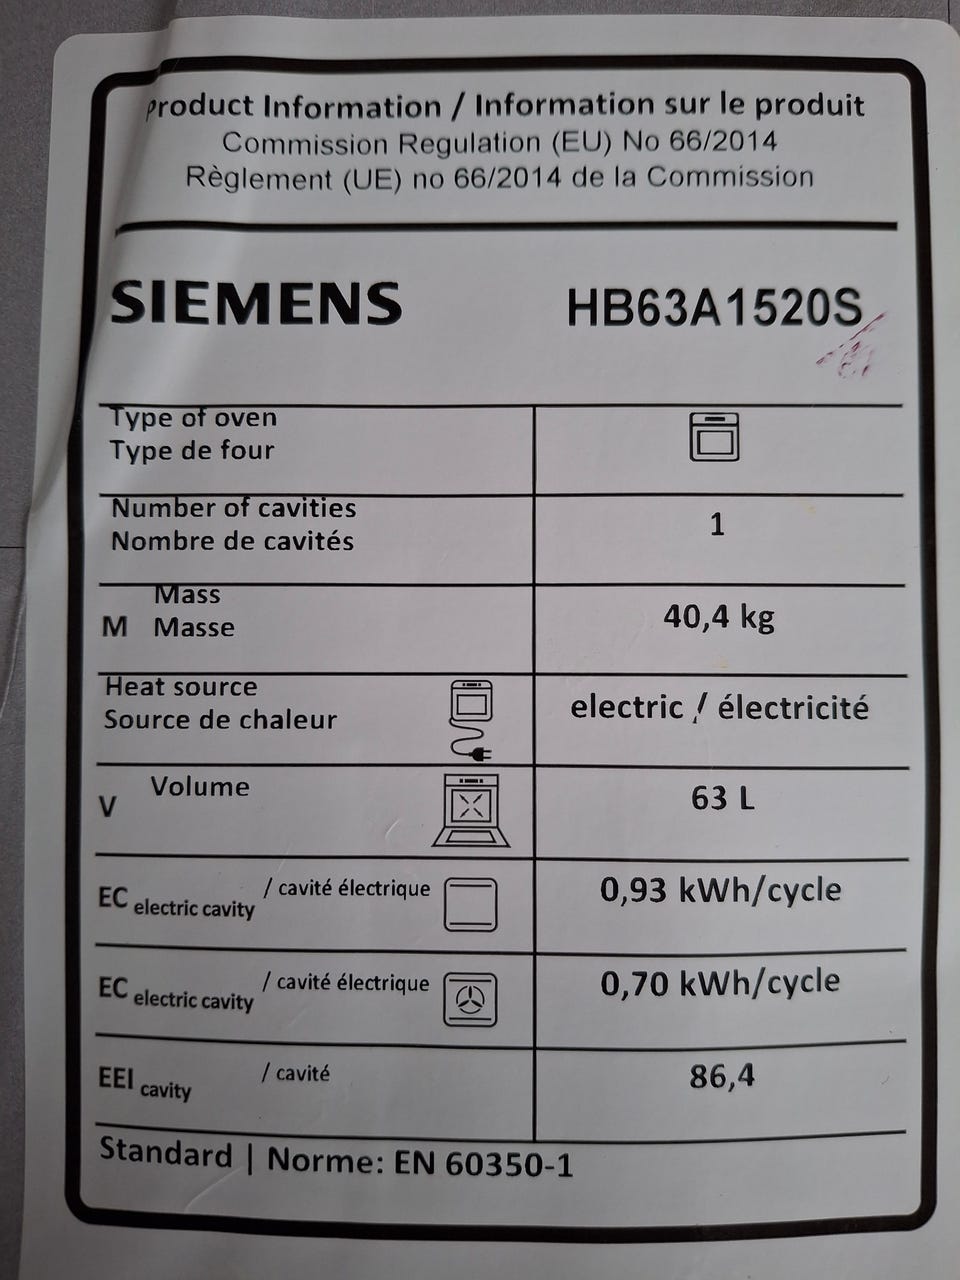 Product Information / Information sur le produit
Commission Regulation (EU) No 66/2014
Règlement (UE) no 66/2014 de la Commission
SIEMENS HB63A1520S
Type of oven
Type de four
Number of cavities
Nombre de cavités
1
Mass
M Masse
40,4 kg
Heat source
Source de chaleur
electric / électricité
V Volume
63 L
EC electric cavity / cavité électrique
0,93 kWh/cycle
EC electric cavity / cavité électrique
0,70 kWh/cycle
EEI cavity / cavité
86,4
Standard | Norme: EN 60350-1